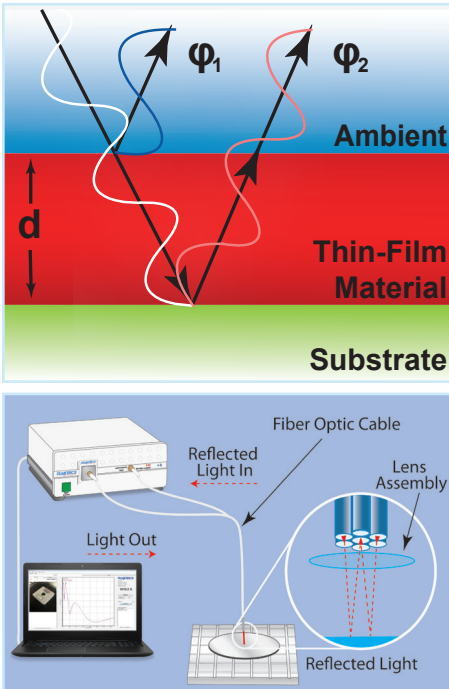 φ1
φ2
Ambient
d
Thin-Film
Material
Substrate
Fiber Optic Cable
Reflected
Light In
Lens
Assembly
Light Out
Reflected Light